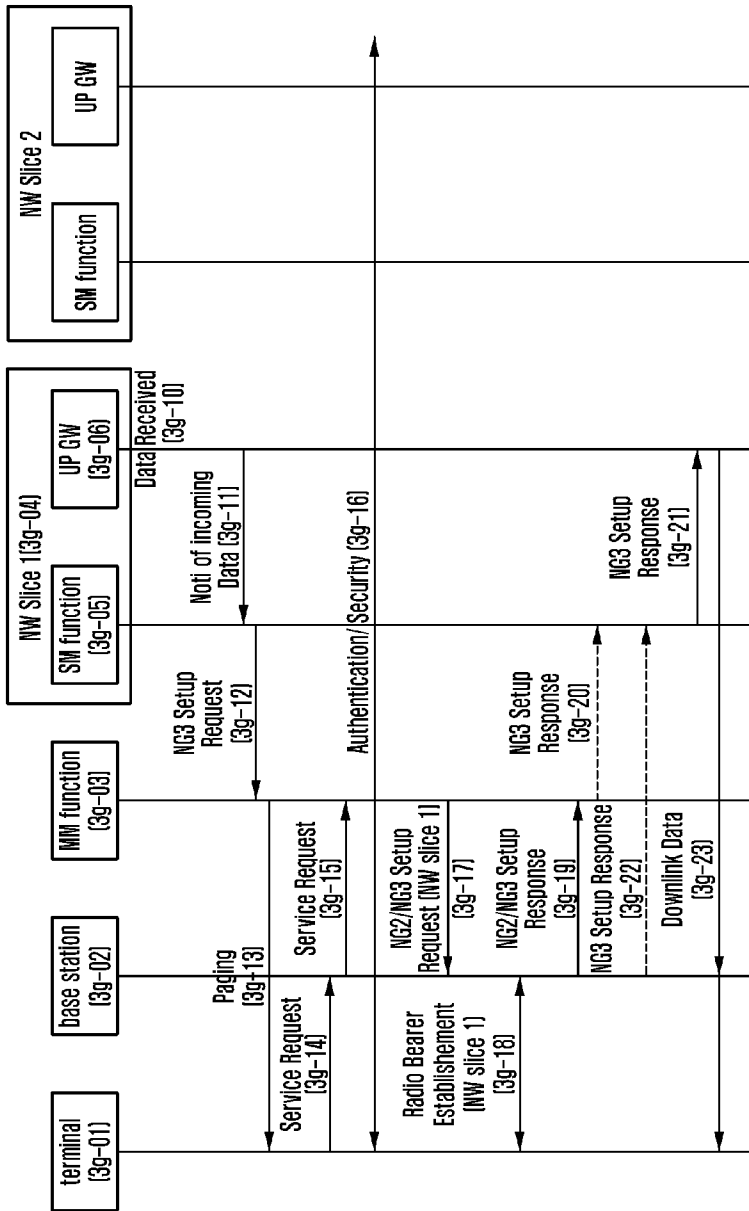 terminal
(3g-01)
base station
(3g-02)
MM function
(3g-03)
NW Slice 1(3g-04)
SM function
(3g-05)
UP GW
(3g-06)
NW Slice 2
SM function
UP GW
Data Received
(3g-10)
Noti of incoming
Data (3g-11)
NG3 Setup
Request
(3g-12)
Paging
(3g-13)
Service Request
(3g-14)
Service Request
(3g-15)
Authentication/ Security (3g-16)
NG2/NG3 Setup
Request (NW slice 1)
(3g-17)
Radio Bearer
Establishement
(NW slice 1)
(3g-18)
NG2/NG3 Setup
Response
(3g-19)
NG3 Setup
Response
(3g-20)
NG3 Setup Response
(3g-22)
NG3 Setup
Response
(3g-21)
Downlink Data
(3g-23)